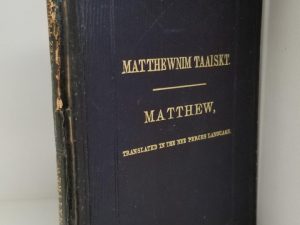 MATTHEWNIM TAAISKT.
MATTHEW,
TRANSLATED IN THE NEZ PERCES LANGUAGE.